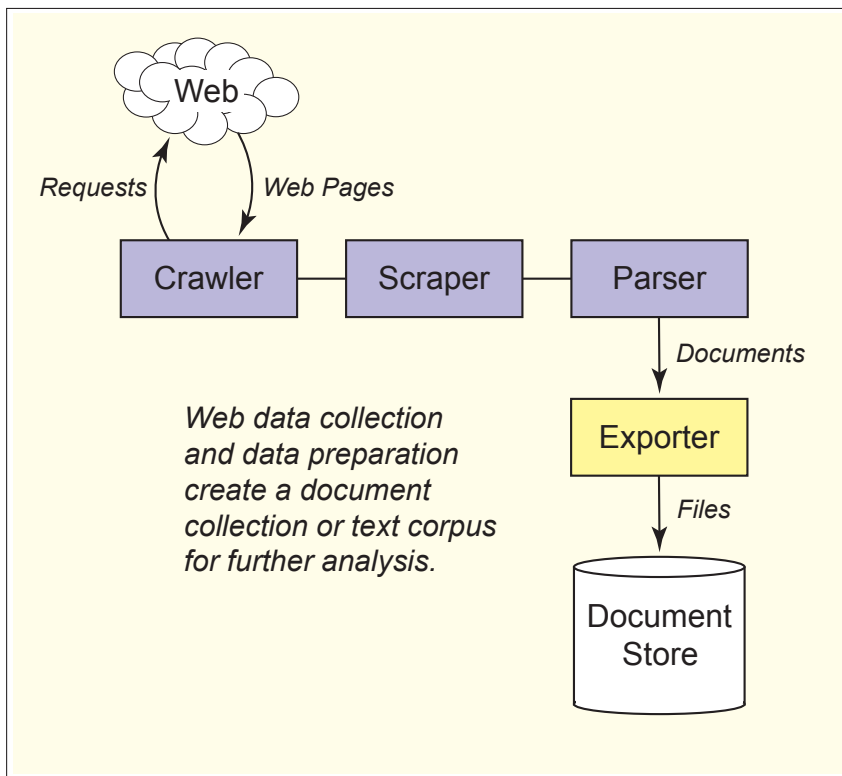 Web
Requests
Web Pages
Crawler
Scraper
Parser
Documents
Web data collection
and data preparation
create a document
collection or text corpus
for further analysis.
Exporter
Files
Document
Store